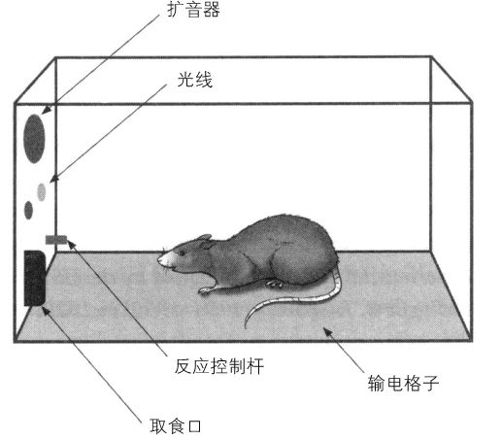 扩音器
光线
反应控制杆
输电格子
取食口